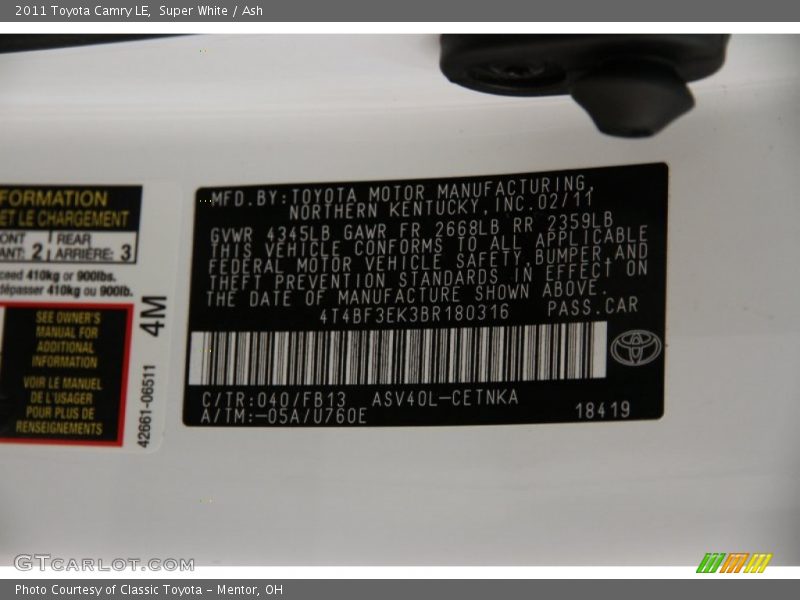 2011 Toyota Camry LE, Super White / Ash
FORMATION
ET LE CHARGEMENT
2 REAR
ARRIÈRE: 3
410kg or 900lbs.
dépasser 410kg ou 900lb.
SEE OWNER'S
MANUAL FOR
ADDITIONAL
INFORMATION
VOIR LE MANUEL
DE L'USAGER
POUR PLUS DE
RENSEIGNEMENTS
4M
42661-06511
MFD.BY:TOYOTA MOTOR MANUFACTURING,
NORTHERN KENTUCKY,INC.02/11
GVWR 4345LB GAWR FR 2668LB RR 2359LB
THIS VEHICLE CONFORMS TO ALL APPLICABLE
FEDERAL MOTOR VEHICLE SAFETY,BUMPER,AND
THEFT PREVENTION STANDARDS IN EFFECT ON
THE DATE OF MANUFACTURE SHOWN ABOVE.
4T4BF3EK3BR180316 PASS.CAR
C/TR:040/FB13 ASV40L-CETNKA
A/TM:-05A/U760E 18419
GTCARLOT.COM
Photo Courtesy of Classic Toyota - Mentor, OH